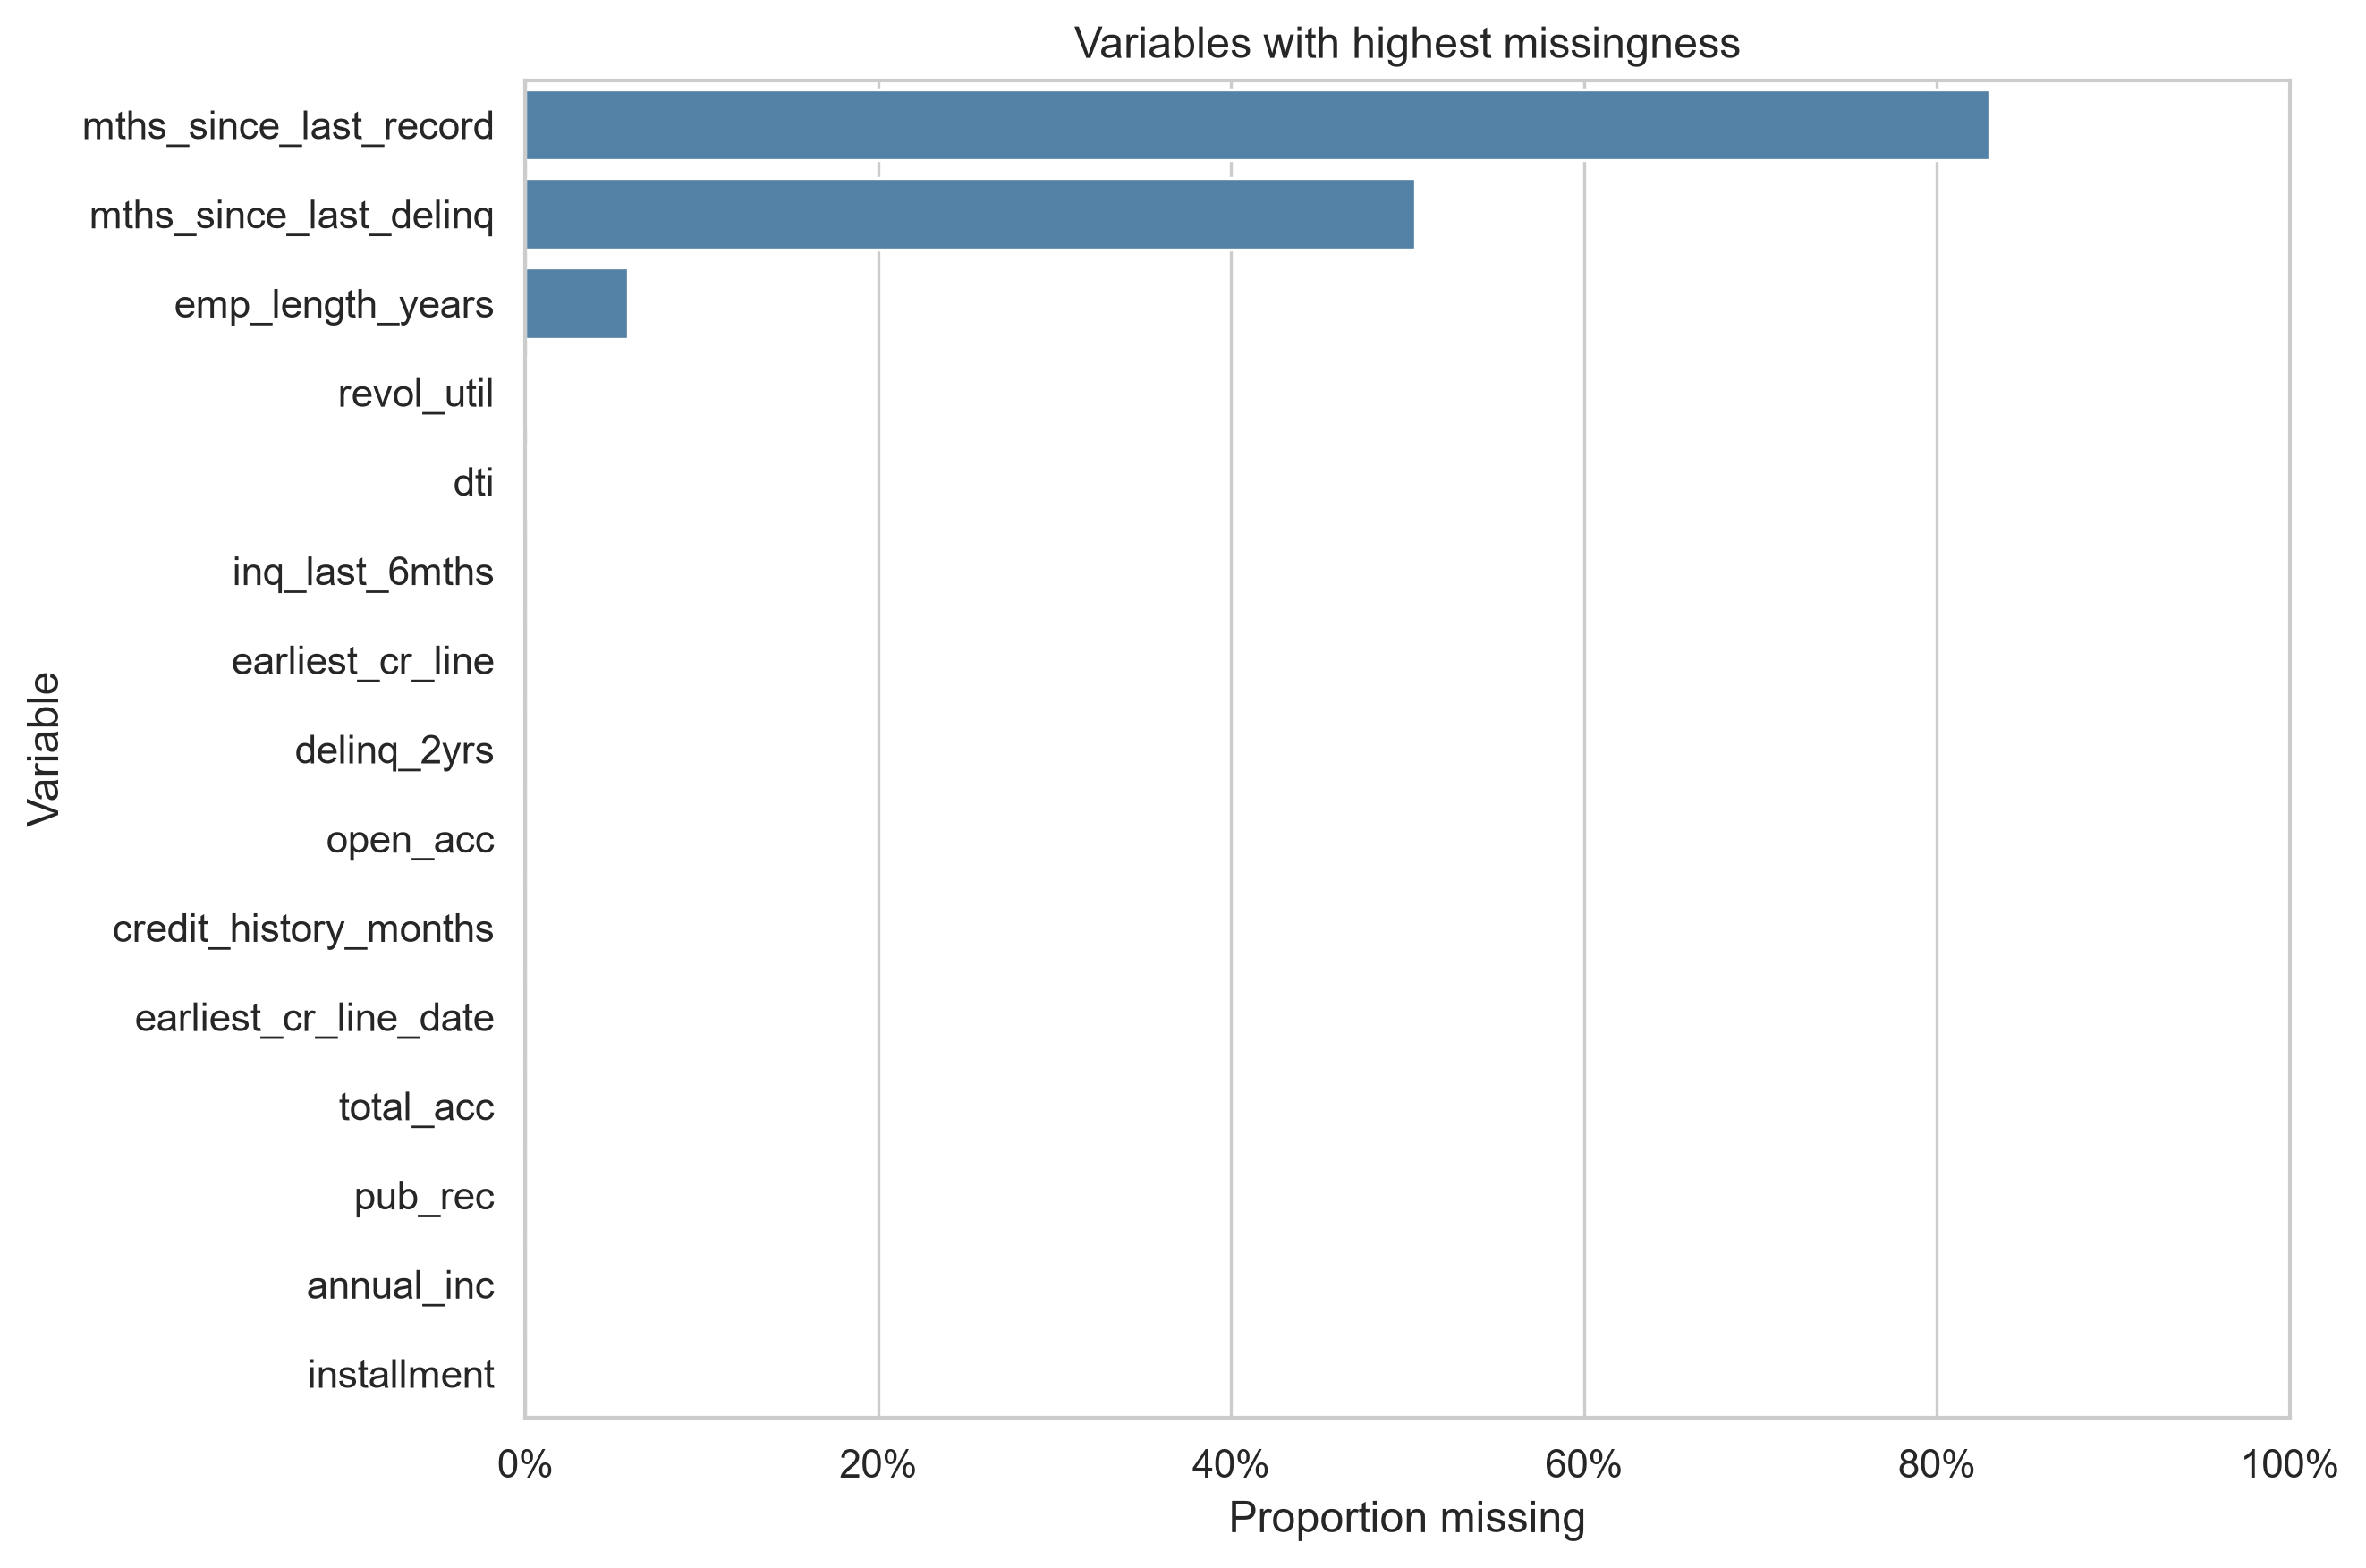 Variables with highest missingness
Variable
mths_since_last_record
mths_since_last_delinq
emp_length_years
revol_util
dti
inq_last_6mths
earliest_cr_line
delinq_2yrs
open_acc
credit_history_months
earliest_cr_line_date
total_acc
pub_rec
annual_inc
installment
0% 20% 40% 60% 80% 100%
Proportion missing